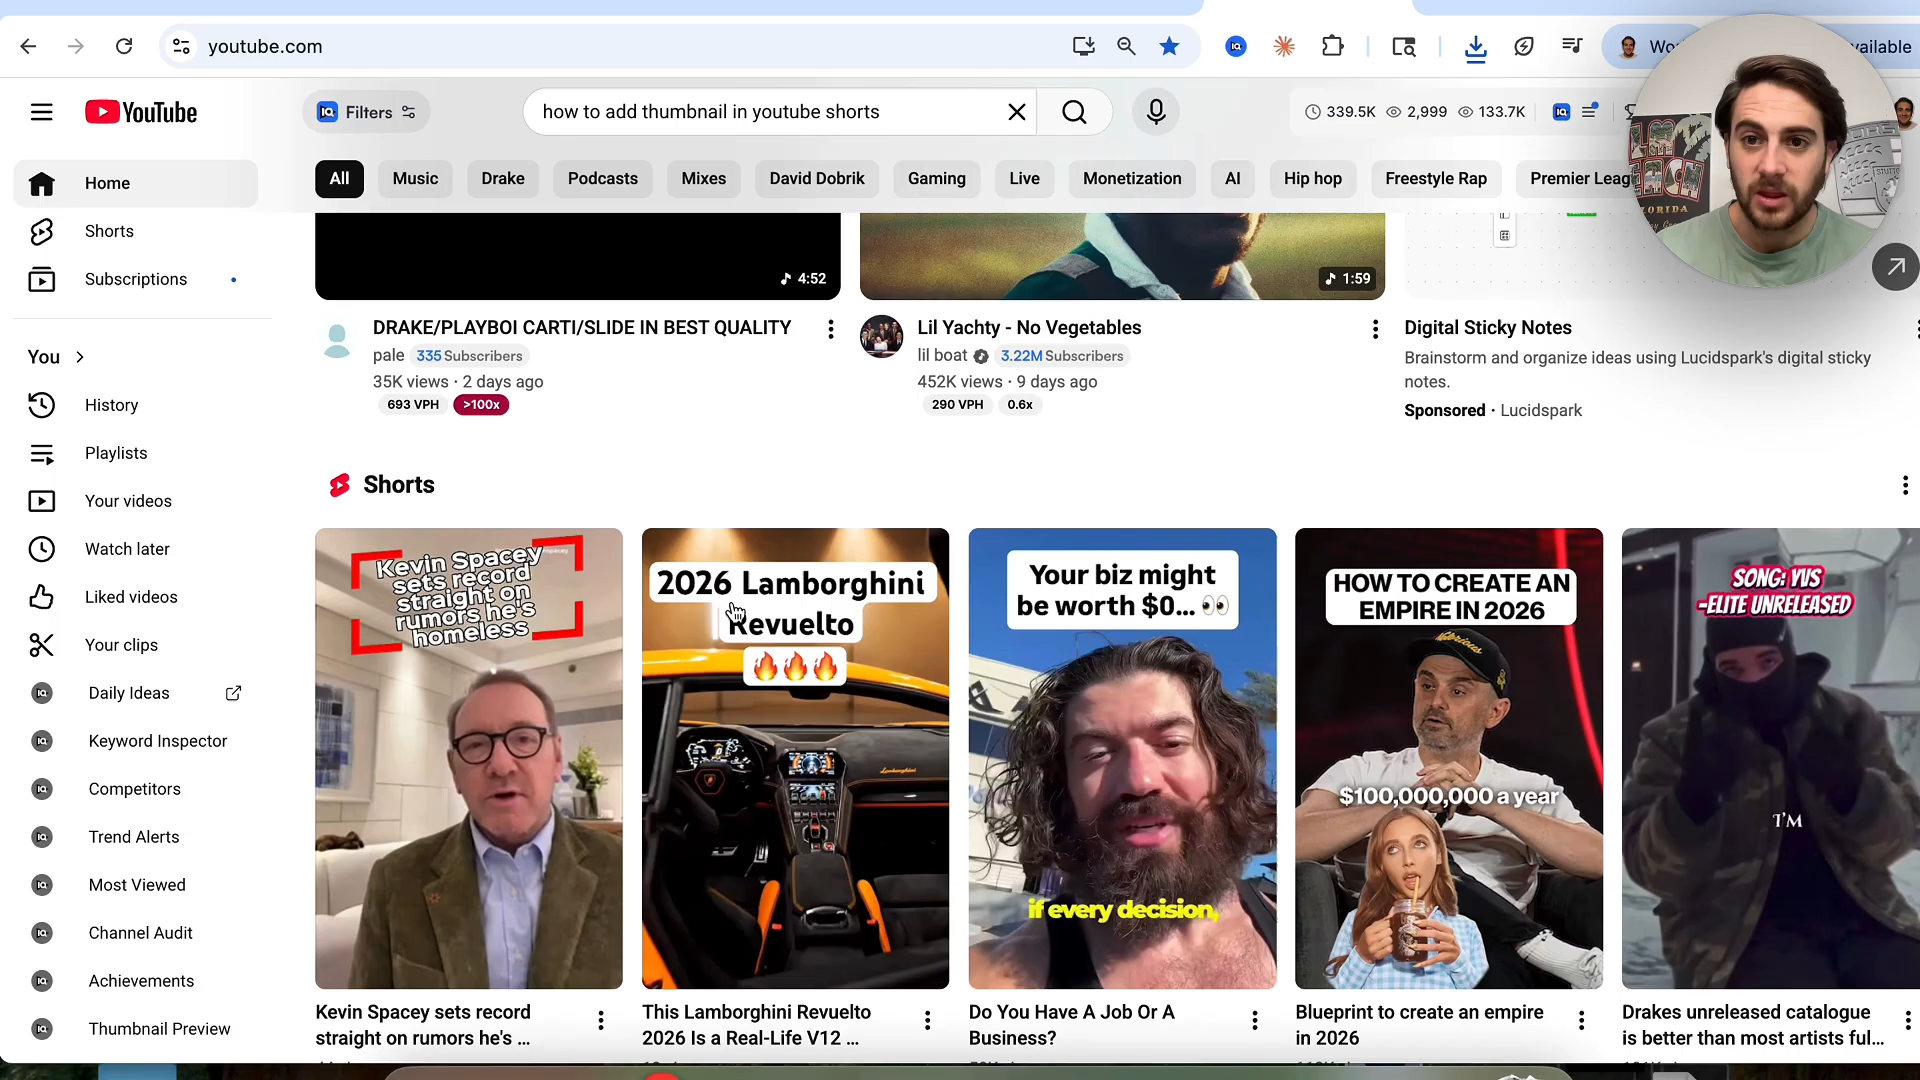 youtube.com
Wo
vailable
YouTube
Filters
how to add thumbnail in youtube shorts
339.5K
2,999
133.7K
Home
Shorts
Subscriptions
You
History
Playlists
Your videos
Watch later
Liked videos
Your clips
Daily Ideas
Keyword Inspector
Competitors
Trend Alerts
Most Viewed
Channel Audit
Achievements
Thumbnail Preview
All
Music
Drake
Podcasts
Mixes
David Dobrik
Gaming
Live
Monetization
AI
Hip hop
Freestyle Rap
Premier Leag
4:52
1:59
DRAKE/PLAYBOI CARTI/SLIDE IN BEST QUALITY
pale 335 Subscribers
35K views · 2 days ago
693 VPH >100x
Lil Yachty - No Vegetables
lil boat 3.22M Subscribers
452K views · 9 days ago
290 VPH 0.6x
Digital Sticky Notes
Brainstorm and organize ideas using Lucidspark's digital sticky
notes.
Sponsored · Lucidspark
Shorts
Kevin Spacey
sets record
straight on
rumors he's
homeless
Kevin Spacey sets record
straight on rumors he's ...
2026 Lamborghini
Revuelto
🔥🔥🔥
This Lamborghini Revuelto
2026 Is a Real-Life V12 ...
Your biz might
be worth $0... 👀
if every decision,
Do You Have A Job Or A
Business?
HOW TO CREATE AN
EMPIRE IN 2026
$100,000,000 a year
Blueprint to create an empire
in 2026
SONG: YVS
-ELITE UNRELEASED
I'M
Drakes unreleased catalogue
is better than most artists ful...